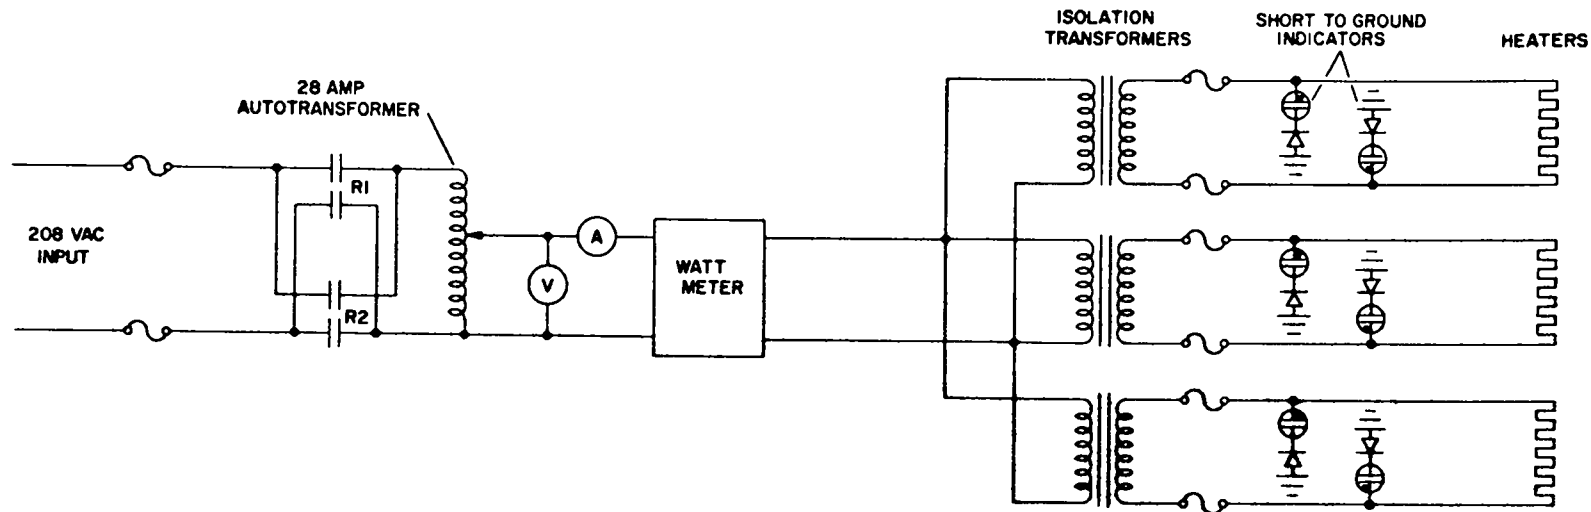 ISOLATION
TRANSFORMERS
SHORT TO GROUND
INDICATORS
HEATERS
28 AMP
AUTOTRANSFORMER
R1
208 VAC
INPUT
A
V
WATT
METER
R2